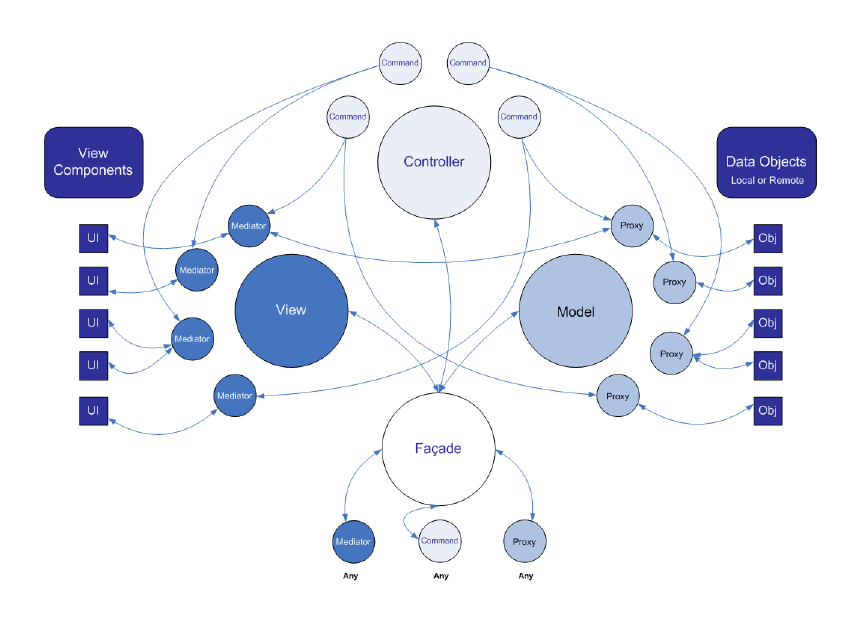 Command
Command
Command
Command
View
Components
Controller
Data Objects
Local or Remote
Mediator
Proxy
UI
Obj
Mediator
UI
Proxy
Obj
View
Model
UI
Obj
Mediator
Proxy
UI
Obj
Mediator
Proxy
UI
Obj
Façade
Mediator
Command
Proxy
Any
Any
Any